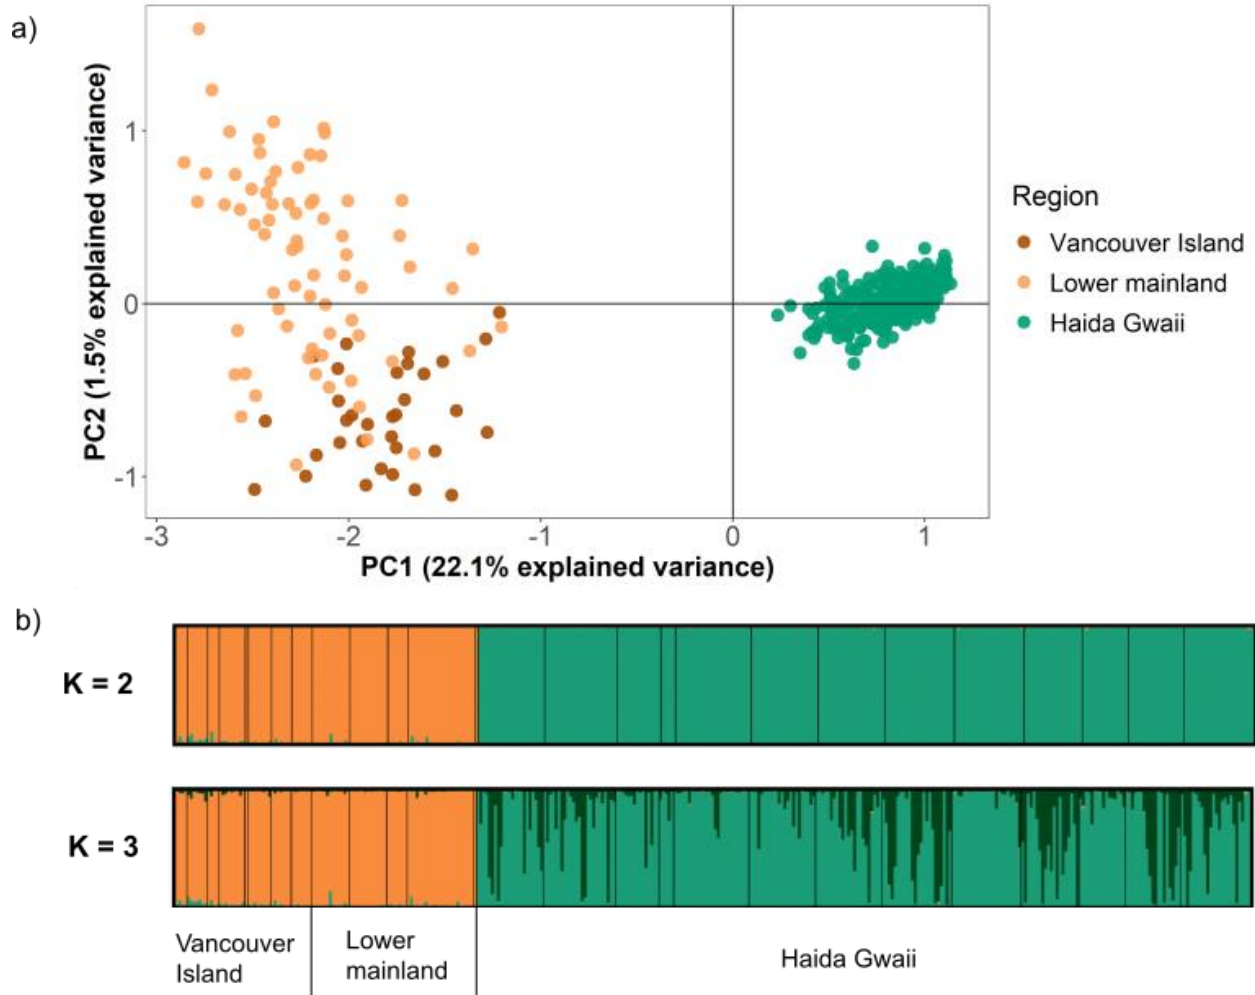 a)
PC2 (1.5% explained variance)
1
0
-1
-3
-2
-1
0
1
PC1 (22.1% explained variance)
Region
Vancouver Island
Lower mainland
Haida Gwaii
b)
K = 2
K = 3
Vancouver
Island
Lower
mainland
Haida Gwaii